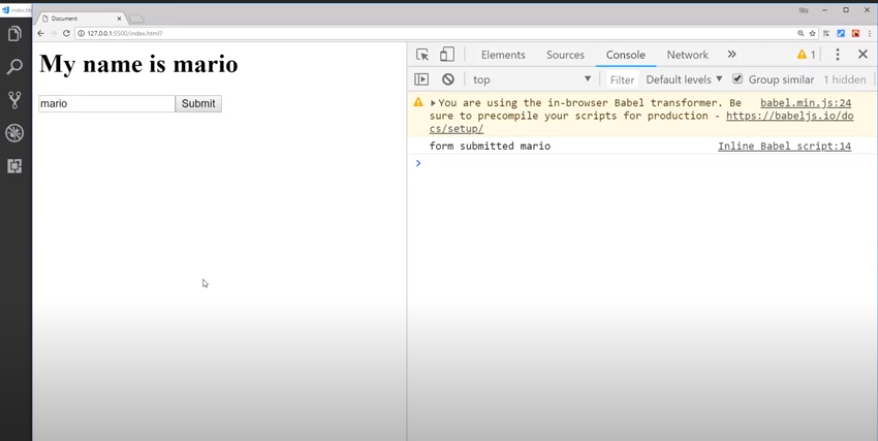 Document
127.0.0.1:5500/index.html?
My name is mario
mario
Submit
Elements Sources Console Network » 1
top Filter Default levels Group similar 1 hidden
You are using the in-browser Babel transformer. Be babel.min.js:24
sure to precompile your scripts for production - https://babeljs.io/do
cs/setup/
form submitted mario Inline Babel script:14